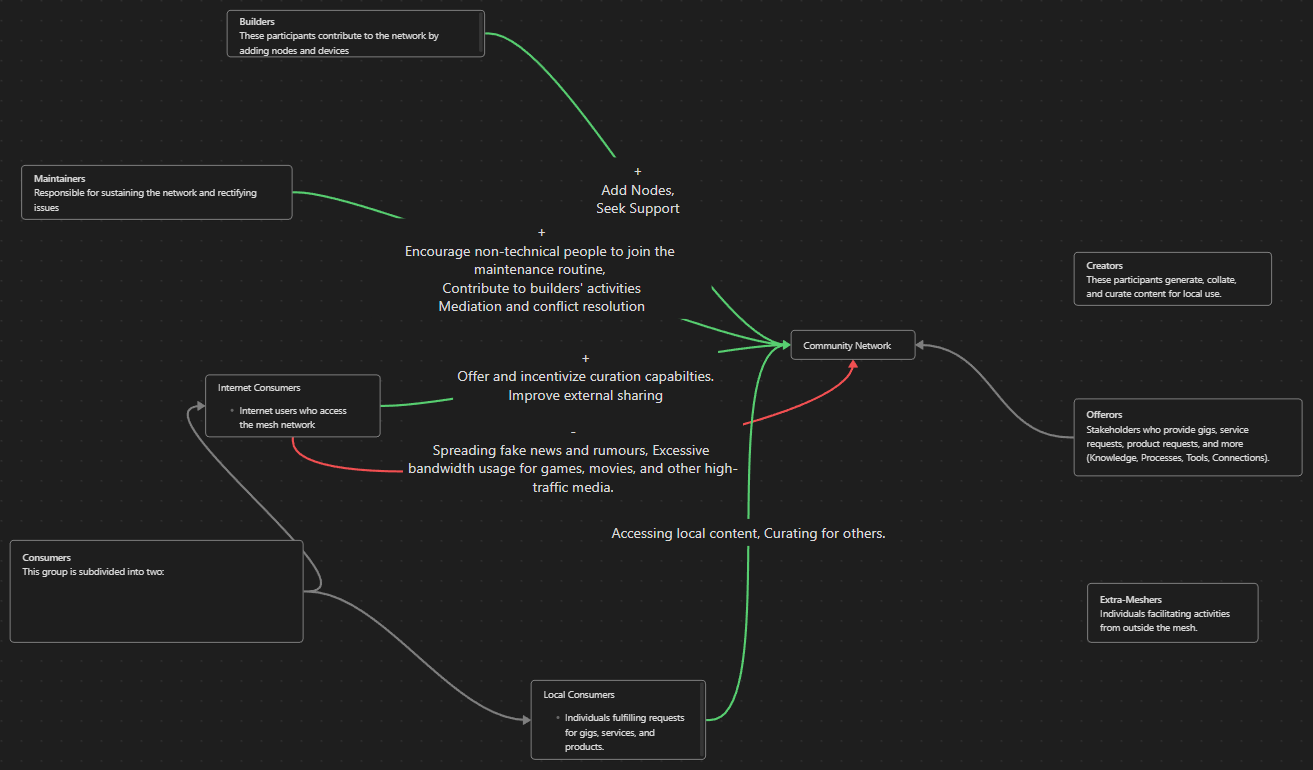 Builders
These participants contribute to the network by
adding nodes and devices
Maintainers
Responsible for sustaining the network and rectifying
issues
+
Add Nodes,
Seek Support
+
Encourage non-technical people to join the
maintenance routine,
Contribute to builders' activities
Mediation and conflict resolution
Creators
These participants generate, collate,
and curate content for local use.
Community Network
+
Offer and incentivize curation capabilties.
Improve external sharing
Internet Consumers
• Internet users who access
the mesh network
-
Spreading fake news and rumours, Excessive
bandwidth usage for games, movies, and other high-
traffic media.
Offerors
Stakeholders who provide gigs, service
requests, product requests, and more
(Knowledge, Processes, Tools, Connections).
Accessing local content, Curating for others.
Consumers
This group is subdivided into two:
Extra-Meshers
Individuals facilitating activities
from outside the mesh.
Local Consumers
• Individuals fulfilling requests
for gigs, services, and
products.